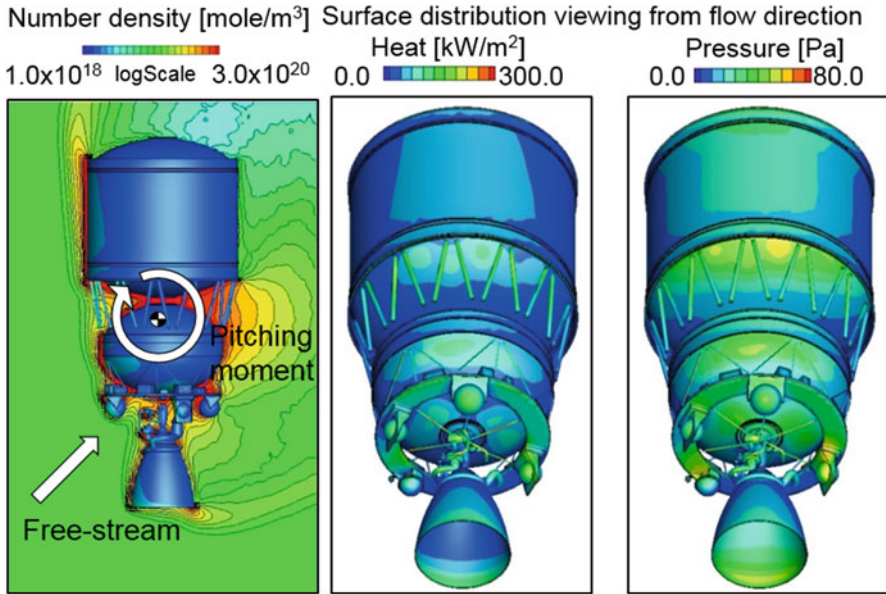 Number density [mole/m³]
1.0x10¹⁸ logScale 3.0x10²⁰
Surface distribution viewing from flow direction
Heat [kW/m²]
0.0 300.0
Pressure [Pa]
0.0 80.0
Pitching
moment
Free-stream